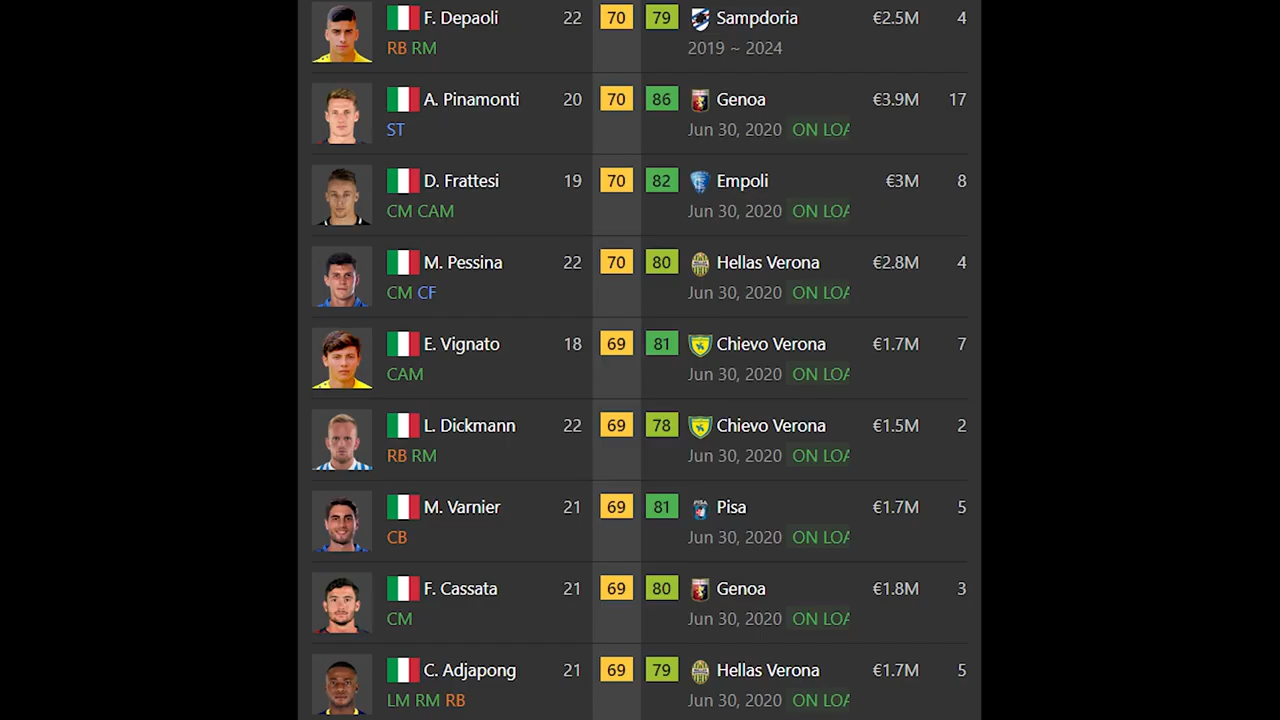 F. Depaoli 22 70 79 Sampdoria €2.5M 4
RB RM 2019 ~ 2024
A. Pinamonti 20 70 86 Genoa €3.9M 17
ST Jun 30, 2020 ON LOA
D. Frattesi 19 70 82 Empoli €3M 8
CM CAM Jun 30, 2020 ON LOA
M. Pessina 22 70 80 Hellas Verona €2.8M 4
CM CF Jun 30, 2020 ON LOA
E. Vignato 18 69 81 Chievo Verona €1.7M 7
CAM Jun 30, 2020 ON LOA
L. Dickmann 22 69 78 Chievo Verona €1.5M 2
RB RM Jun 30, 2020 ON LOA
M. Varnier 21 69 81 Pisa €1.7M 5
CB Jun 30, 2020 ON LOA
F. Cassata 21 69 80 Genoa €1.8M 3
CM Jun 30, 2020 ON LOA
C. Adjapong 21 69 79 Hellas Verona €1.7M 5
LM RM RB Jun 30, 2020 ON LOA